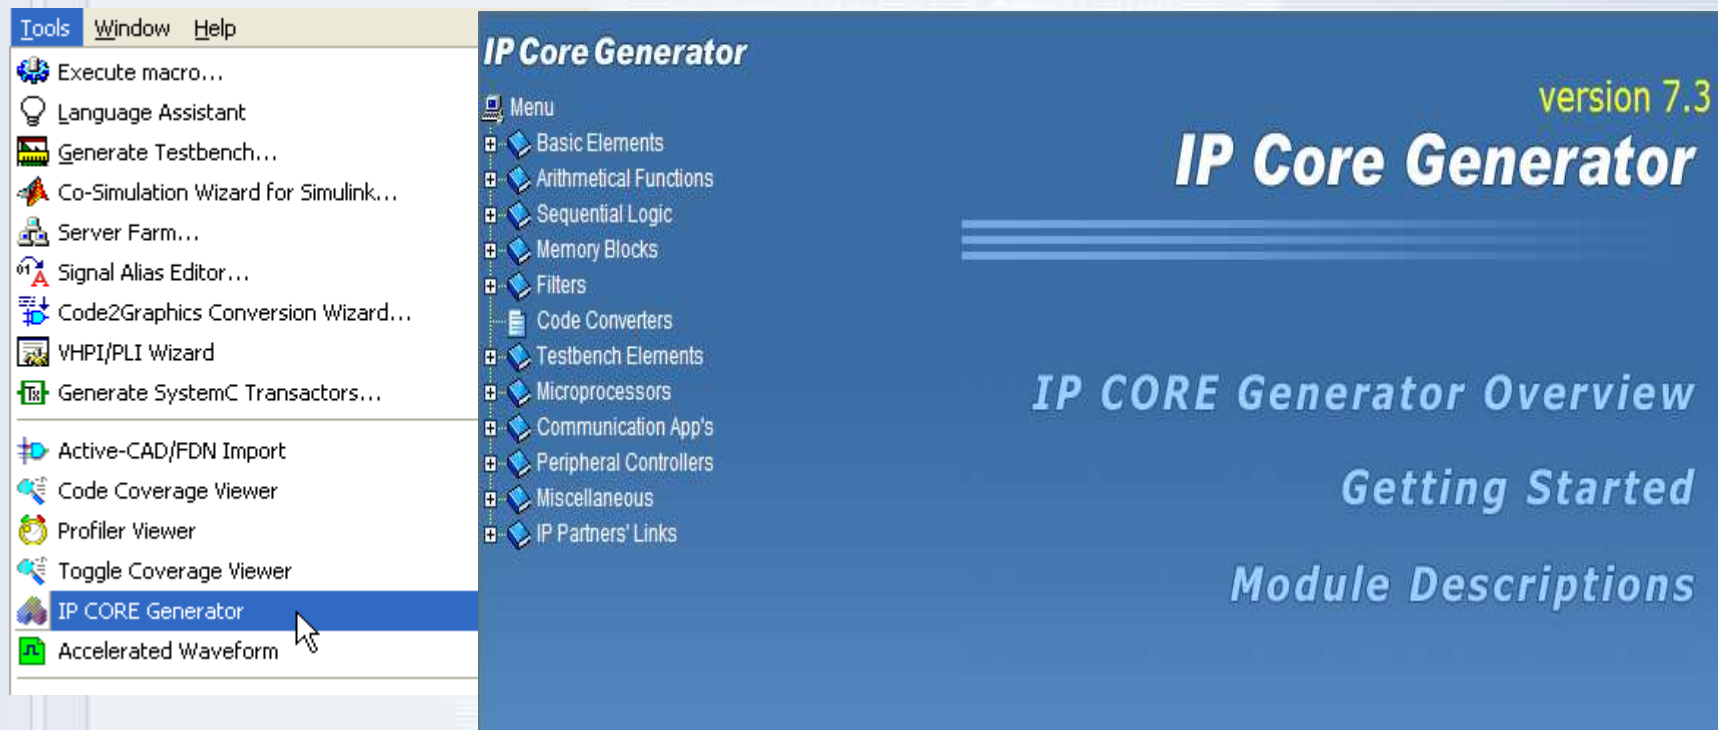 Tools Window Help
Execute macro...
Language Assistant
Generate Testbench...
Co-Simulation Wizard for Simulink...
Server Farm...
Signal Alias Editor...
Code2Graphics Conversion Wizard...
VHPI/PLI Wizard
Generate SystemC Transactors...
Active-CAD/FDN Import
Code Coverage Viewer
Profiler Viewer
Toggle Coverage Viewer
IP CORE Generator
Accelerated Waveform
IP Core Generator
Menu
Basic Elements
Arithmetical Functions
Sequential Logic
Memory Blocks
Filters
Code Converters
Testbench Elements
Microprocessors
Communication App's
Peripheral Controllers
Miscellaneous
IP Partners' Links
version 7.3
IP Core Generator
IP CORE Generator Overview
Getting Started
Module Descriptions